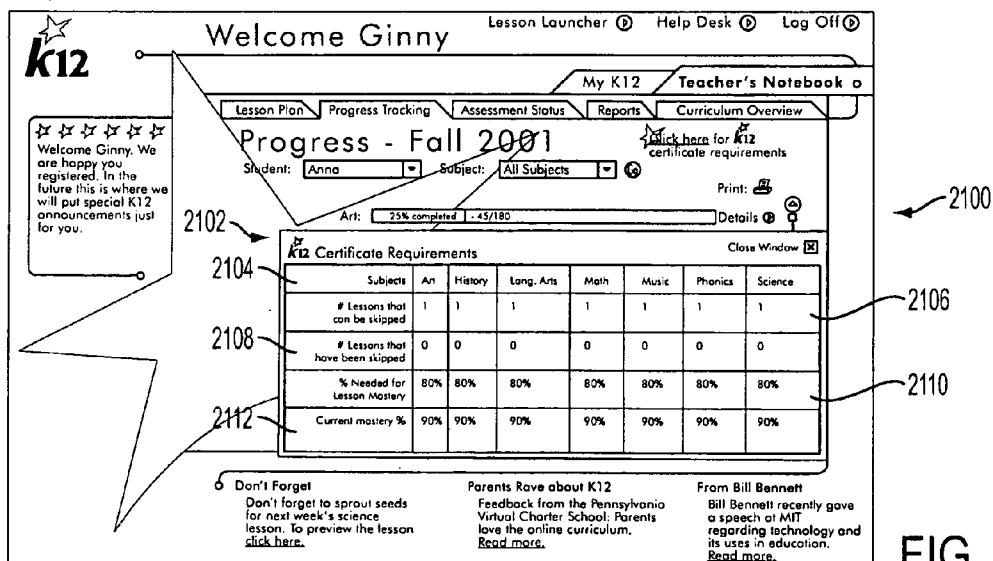 Lesson Launcher Help Desk Log Off
k12 Welcome Ginny
My K12 Teacher's Notebook
Lesson Plan Progress Tracking Assessment Status Reports Curriculum Overview
Progress - Fall 2001
Click here for k12
certificate requirements
Student: Anna Subject: All Subjects Go
Print:
Art: 25% completed - 45/180 Details
Welcome Ginny. We
are happy you
registered. In the
future this is where we
will put special K12
announcements just
for you.
2100
2102
k12 Certificate Requirements Close Window
2104
Subjects Art History Lang. Arts Math Music Phonics Science
# Lessons that
can be skipped 1 1 1 1 1 1 1
2106
2108
# Lessons that
have been skipped 0 0 0 0 0 0 0
% Needed for
Lesson Mastery 80% 80% 80% 80% 80% 80% 80%
2110
2112
Current mastery % 90% 90% 90% 90% 90% 90% 90%
Don't Forget
Don't forget to sprout seeds
for next week's science
lesson. To preview the lesson
click here.
Parents Rave about K12
Feedback from the Pennsylvania
Virtual Charter School: Parents
love the online curriculum.
Read more.
From Bill Bennett
Bill Bennett recently gave
a speech at MIT
regarding technology and
its uses in education.
Read more.
FIG